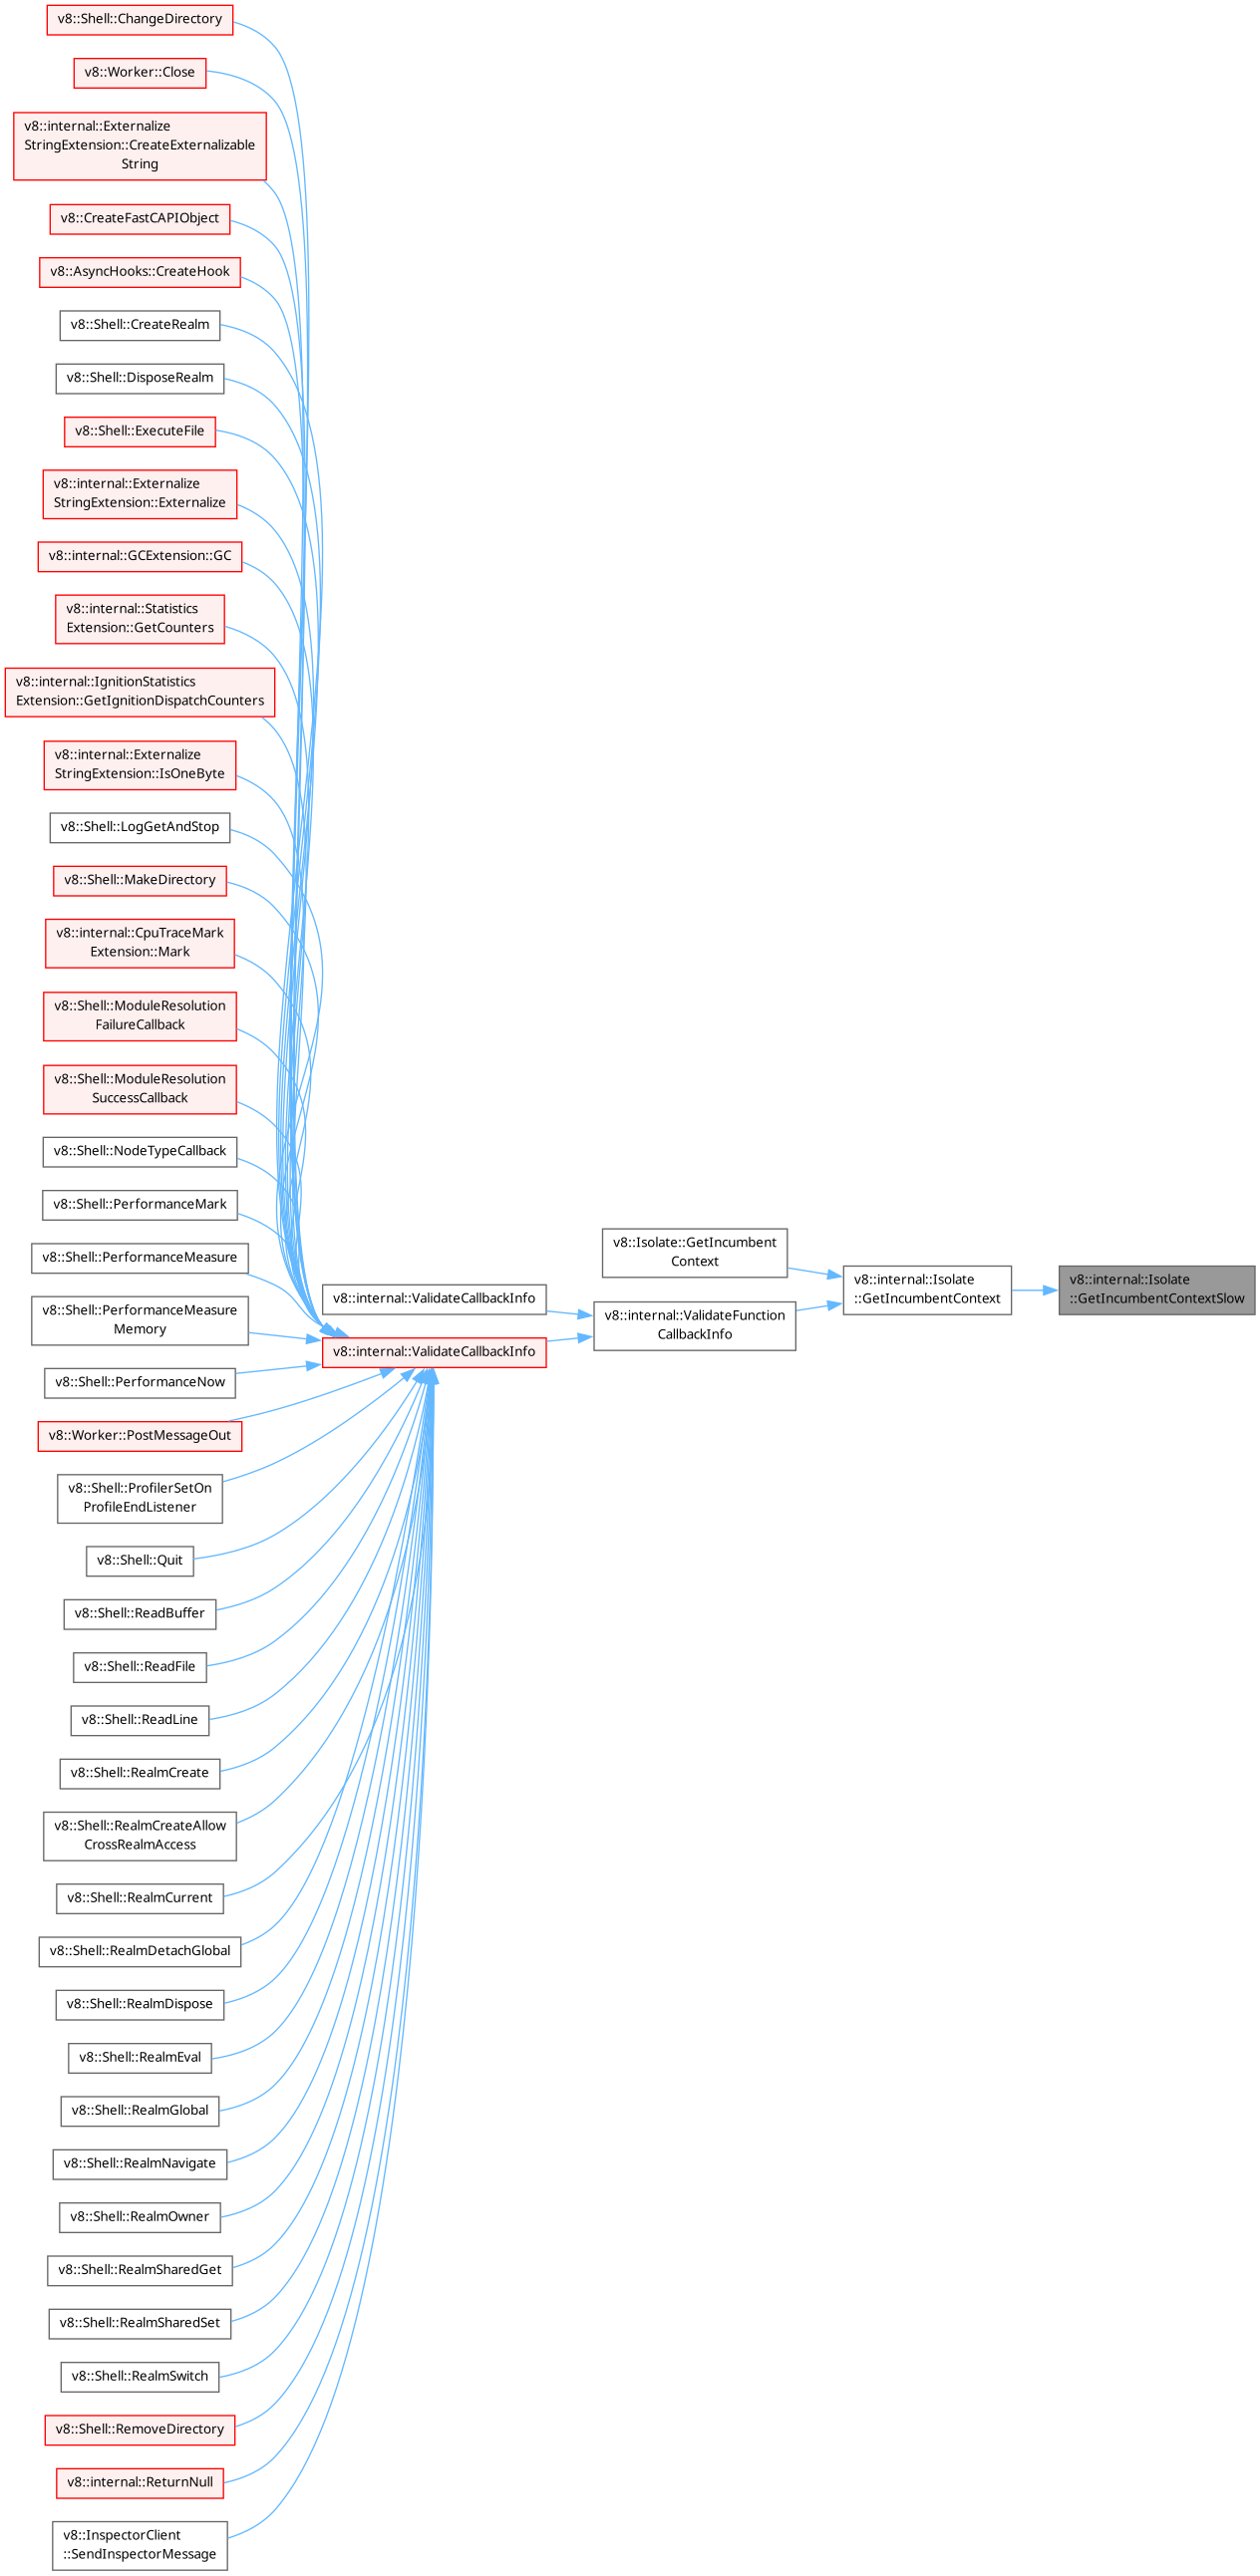 v8::Shell::ChangeDirectory
v8::Worker::Close
v8::internal::Externalize
StringExtension::CreateExternalizable
String
v8::CreateFastCAPIObject
v8::AsyncHooks::CreateHook
v8::Shell::CreateRealm
v8::Shell::DisposeRealm
v8::Shell::ExecuteFile
v8::internal::Externalize
StringExtension::Externalize
v8::internal::GCExtension::GC
v8::internal::Statistics
Extension::GetCounters
v8::internal::IgnitionStatistics
Extension::GetIgnitionDispatchCounters
v8::internal::Externalize
StringExtension::IsOneByte
v8::Shell::LogGetAndStop
v8::Shell::MakeDirectory
v8::internal::CpuTraceMark
Extension::Mark
v8::Shell::ModuleResolution
FailureCallback
v8::Shell::ModuleResolution
SuccessCallback
v8::Shell::NodeTypeCallback
v8::Shell::PerformanceMark
v8::Shell::PerformanceMeasure
v8::Shell::PerformanceMeasure
Memory
v8::Shell::PerformanceNow
v8::Worker::PostMessageOut
v8::Shell::ProfilerSetOn
ProfileEndListener
v8::Shell::Quit
v8::Shell::ReadBuffer
v8::Shell::ReadFile
v8::Shell::ReadLine
v8::Shell::RealmCreate
v8::Shell::RealmCreateAllow
CrossRealmAccess
v8::Shell::RealmCurrent
v8::Shell::RealmDetachGlobal
v8::Shell::RealmDispose
v8::Shell::RealmEval
v8::Shell::RealmGlobal
v8::Shell::RealmNavigate
v8::Shell::RealmOwner
v8::Shell::RealmSharedGet
v8::Shell::RealmSharedSet
v8::Shell::RealmSwitch
v8::Shell::RemoveDirectory
v8::internal::ReturnNull
v8::InspectorClient
::SendInspectorMessage
v8::internal::ValidateCallbackInfo
v8::internal::ValidateCallbackInfo
v8::Isolate::GetIncumbent
Context
v8::internal::ValidateFunction
CallbackInfo
v8::internal::Isolate
::GetIncumbentContext
v8::internal::Isolate
::GetIncumbentContextSlow